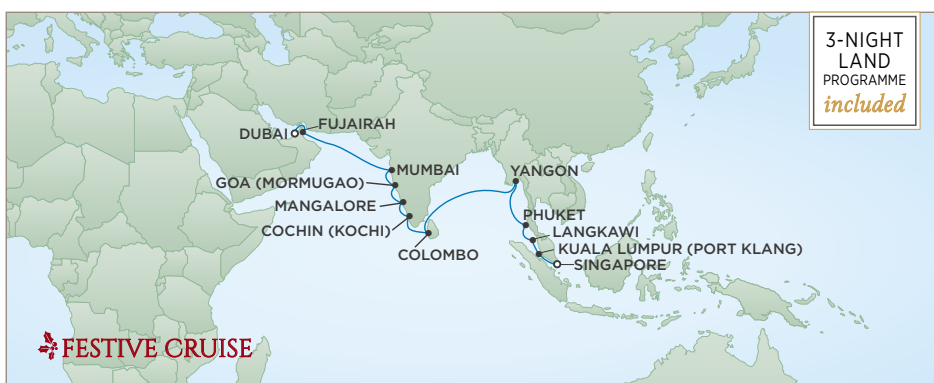 3-NIGHT
LAND
PROGRAMME
included
DUBAI
FUJAIRAH
MUMBAI
GOA (MORMUGAO)
MANGALORE
COCHIN (KOCHI)
COLOMBO
YANGON
PHUKET
LANGKAWI
KUALA LUMPUR (PORT KLANG)
SINGAPORE
FESTIVE CRUISE